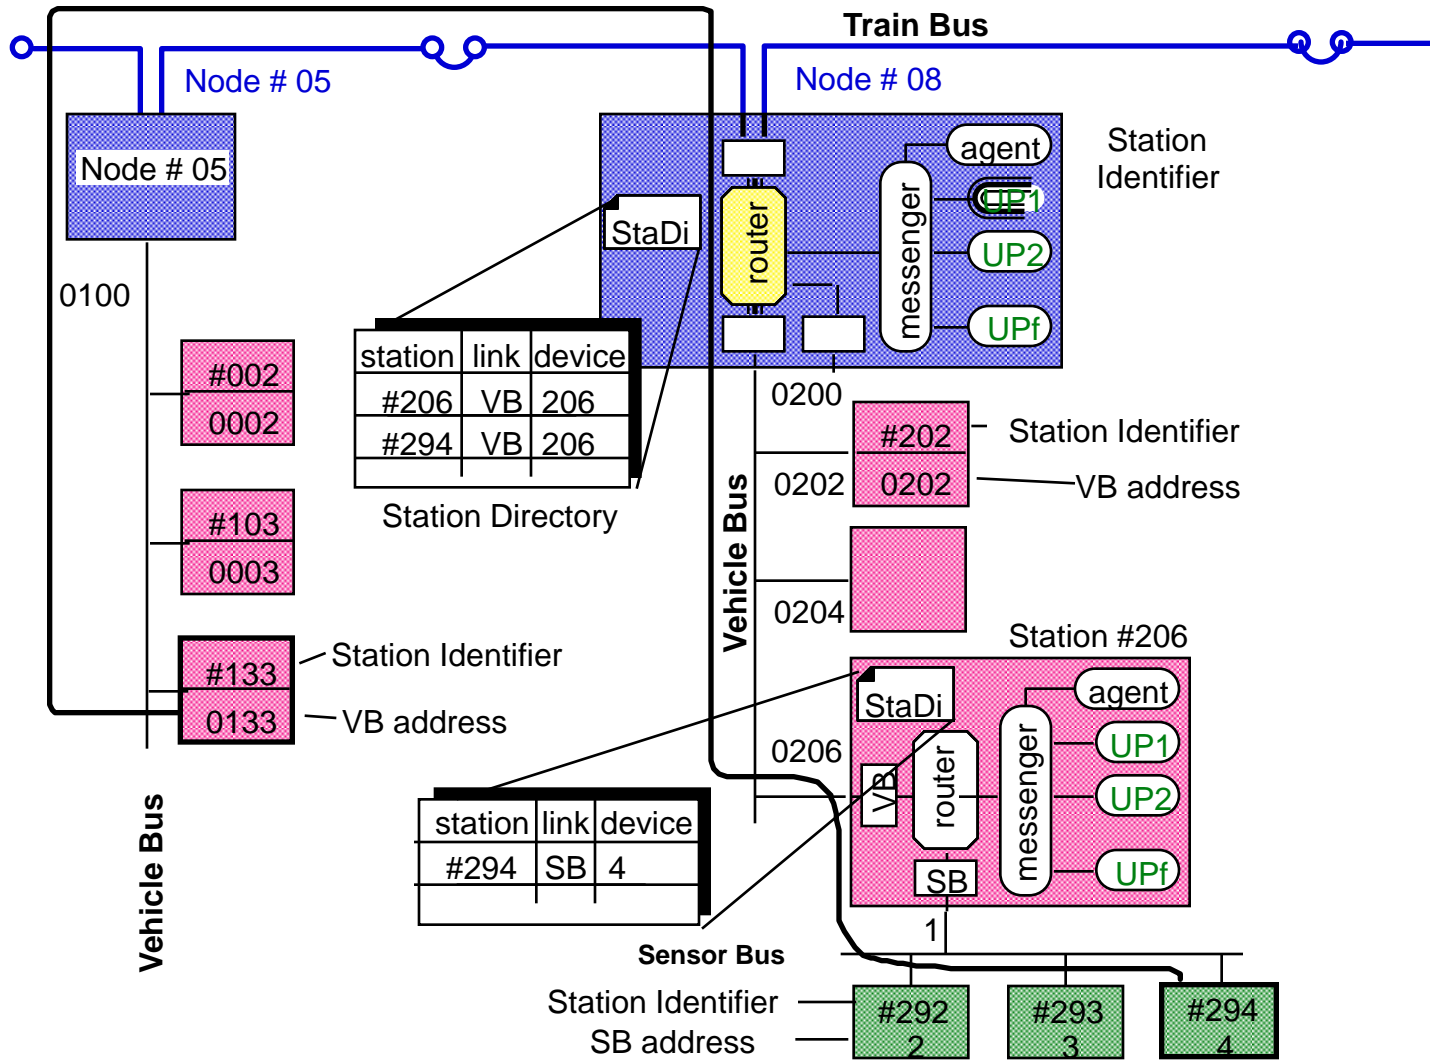 Train Bus
Node # 05
Node # 08
Node # 05
Station
Identifier
agent
UP1
UP2
UPf
messenger
router
StaDi
0100
station link device
#206 VB 206
#294 VB 206
Station Directory
#002
0002
#103
0003
#133
0133
Station Identifier
VB address
Vehicle Bus
0200
#202
0202
Station Identifier
VB address
0202
Vehicle Bus
0204
Station #206
StaDi
agent
UP1
UP2
UPf
messenger
router
VB
SB
0206
station link device
#294 SB 4
1
Sensor Bus
Station Identifier
SB address
#292
2
#293
3
#294
4